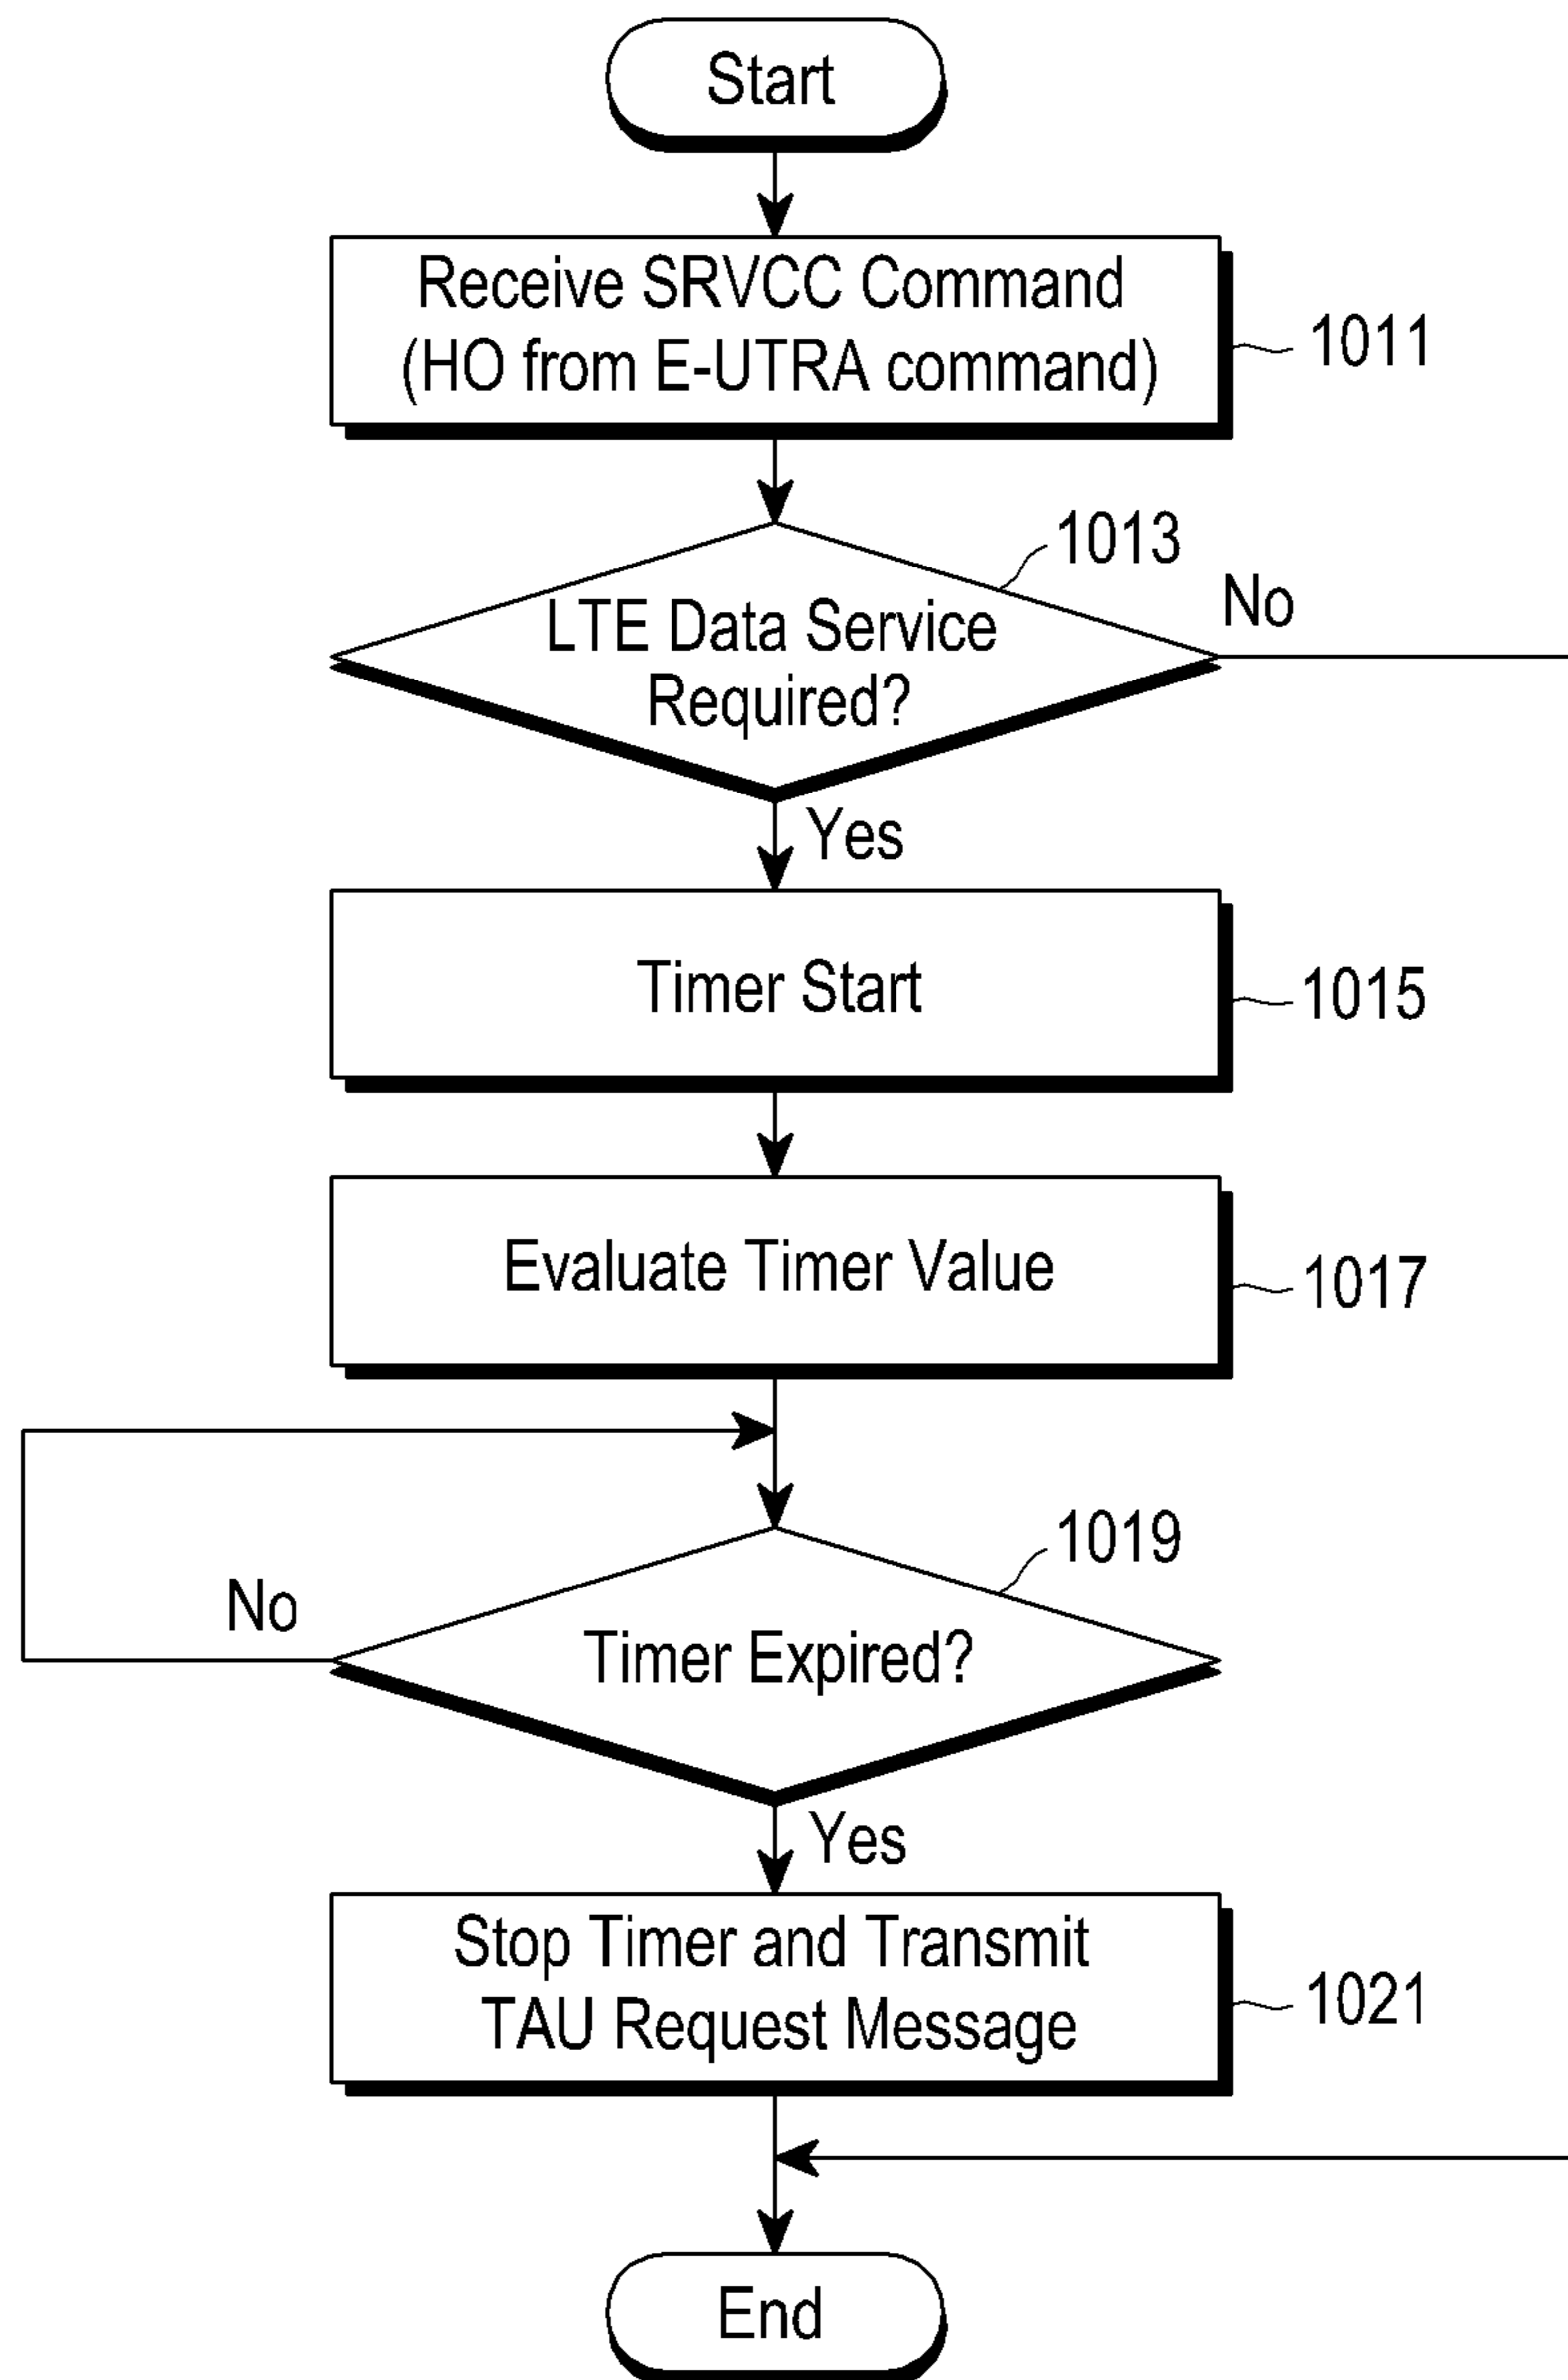 Start
Receive SRVCC Command
(HO from E-UTRA command)
1011
1013
No
LTE Data Service
Required?
Yes
Timer Start
1015
Evaluate Timer Value
1017
1019
No
Timer Expired?
Yes
Stop Timer and Transmit
TAU Request Message
1021
End